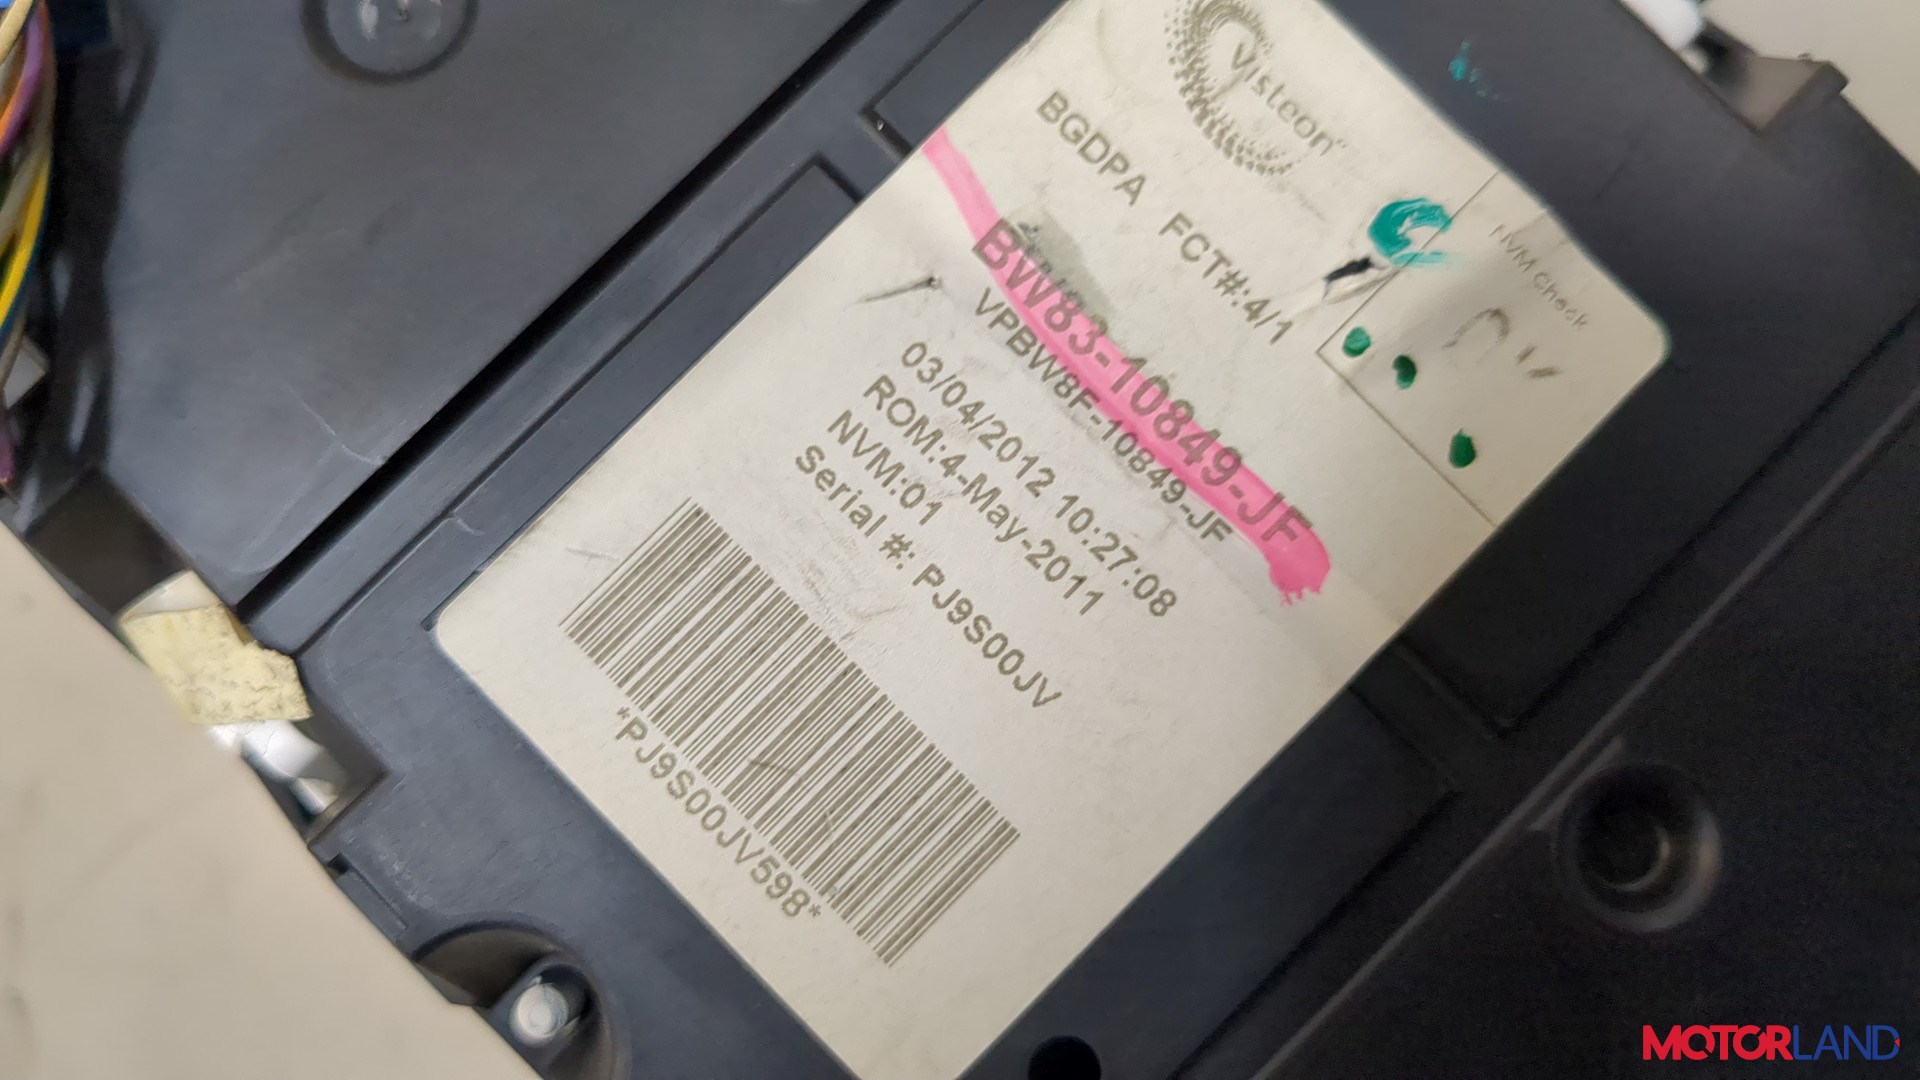 Visteon™
NVM Check
BGDPA FCT#:4/1
BW83-10849-JF
VPBW8F-10849-JF
03/04/2012 10:27:08
ROM:4-May-2011
NVM:01
Serial #: PJ9S00JV
*PJ9S00JV598*
MOTORLAND